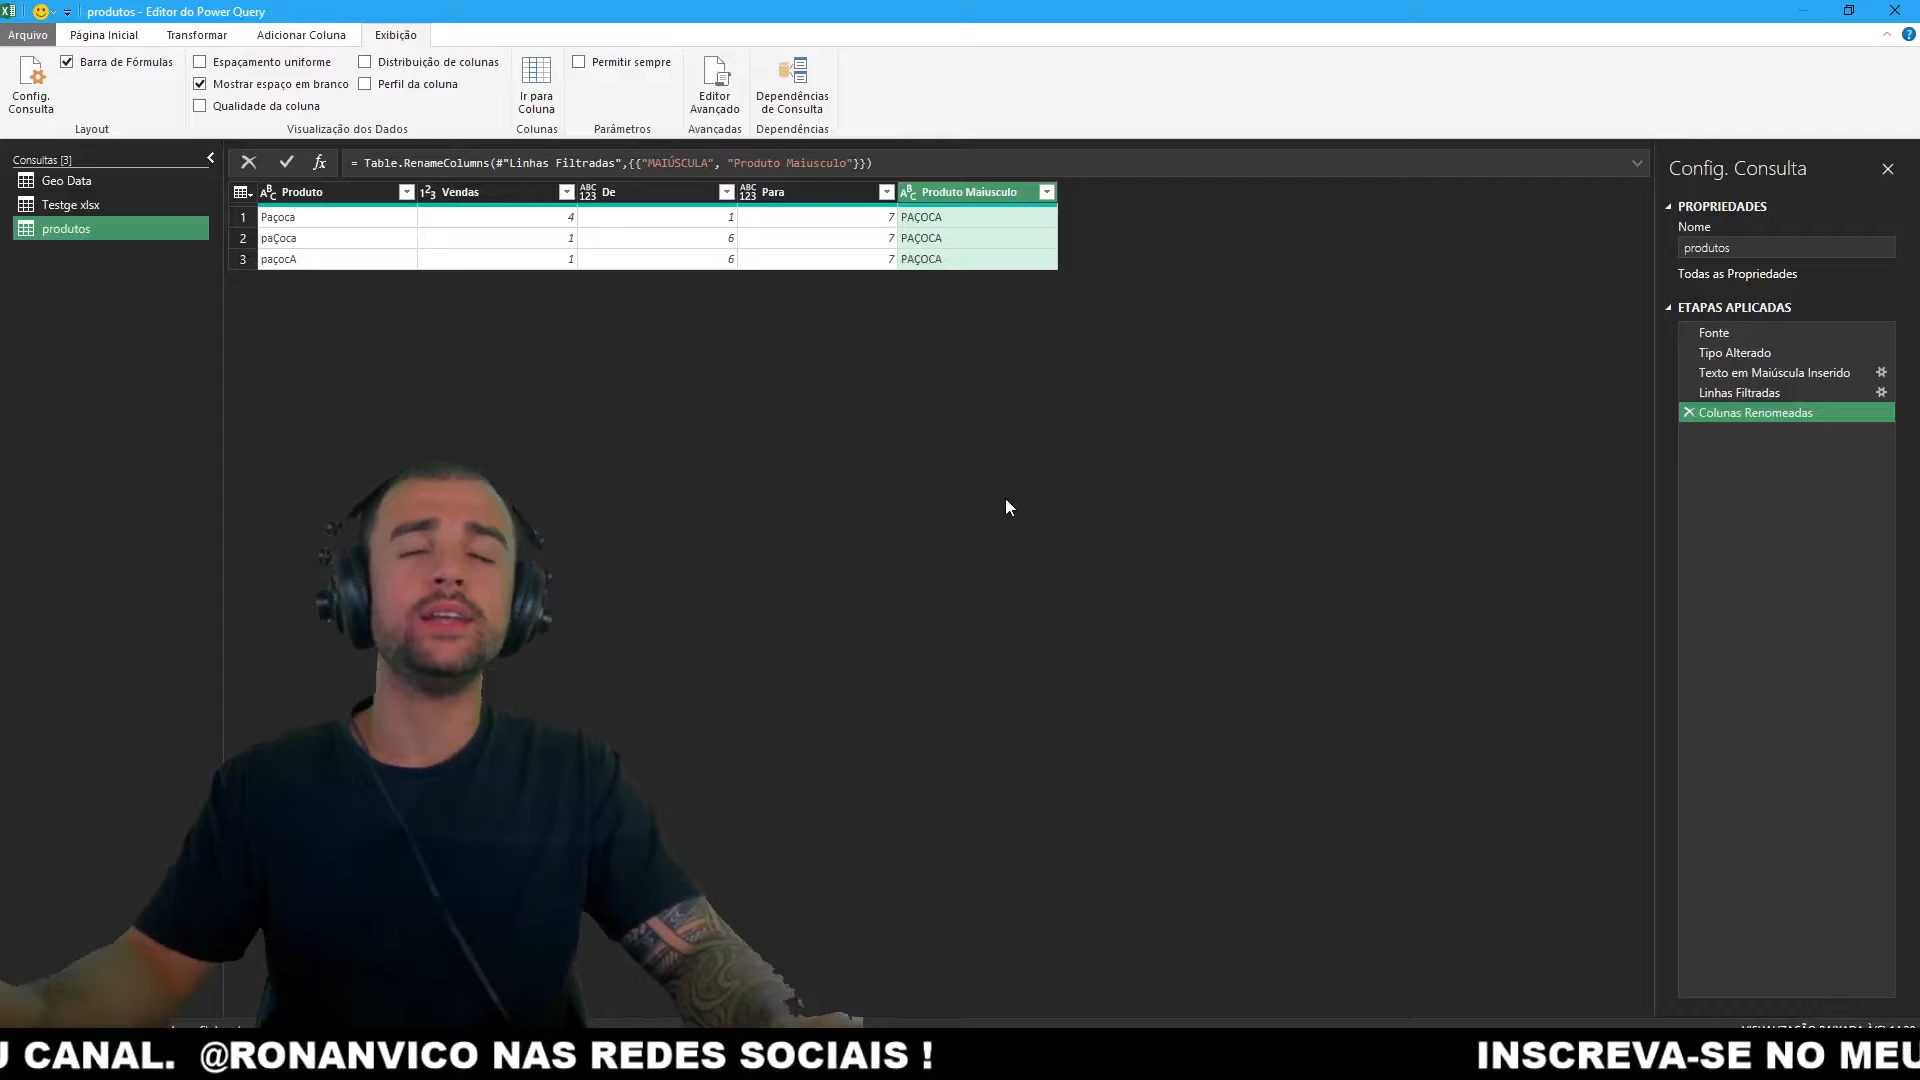 produtos - Editor do Power Query
Arquivo
Página Inicial
Transformar
Adicionar Coluna
Exibição
Config.
Consulta
Barra de Fórmulas
Layout
Espaçamento uniforme
Mostrar espaço em branco
Qualidade da coluna
Distribuição de colunas
Perfil da coluna
Visualização dos Dados
Ir para
Coluna
Colunas
Permitir sempre
Parâmetros
Editor
Avançado
Avançadas
Dependências
de Consulta
Dependências
Consultas [3]
Geo Data
Testge xlsx
produtos
fx
= Table.RenameColumns(#"Linhas Filtradas",{{"MAIÚSCULA", "Produto Maiusculo"}})
ABC Produto 123 Vendas ABC123 De ABC123 Para ABC Produto Maiusculo
1 Paçoca 4 1 7 PAÇOCA
2 paÇoca 1 6 7 PAÇOCA
3 paçocA 1 6 7 PAÇOCA
Config. Consulta
PROPRIEDADES
Nome
produtos
Todas as Propriedades
ETAPAS APLICADAS
Fonte
Tipo Alterado
Texto em Maiúscula Inserido
Linhas Filtradas
Colunas Renomeadas
U CANAL. @RONANVICO NAS REDES SOCIAIS ! INSCREVA-SE NO MEU